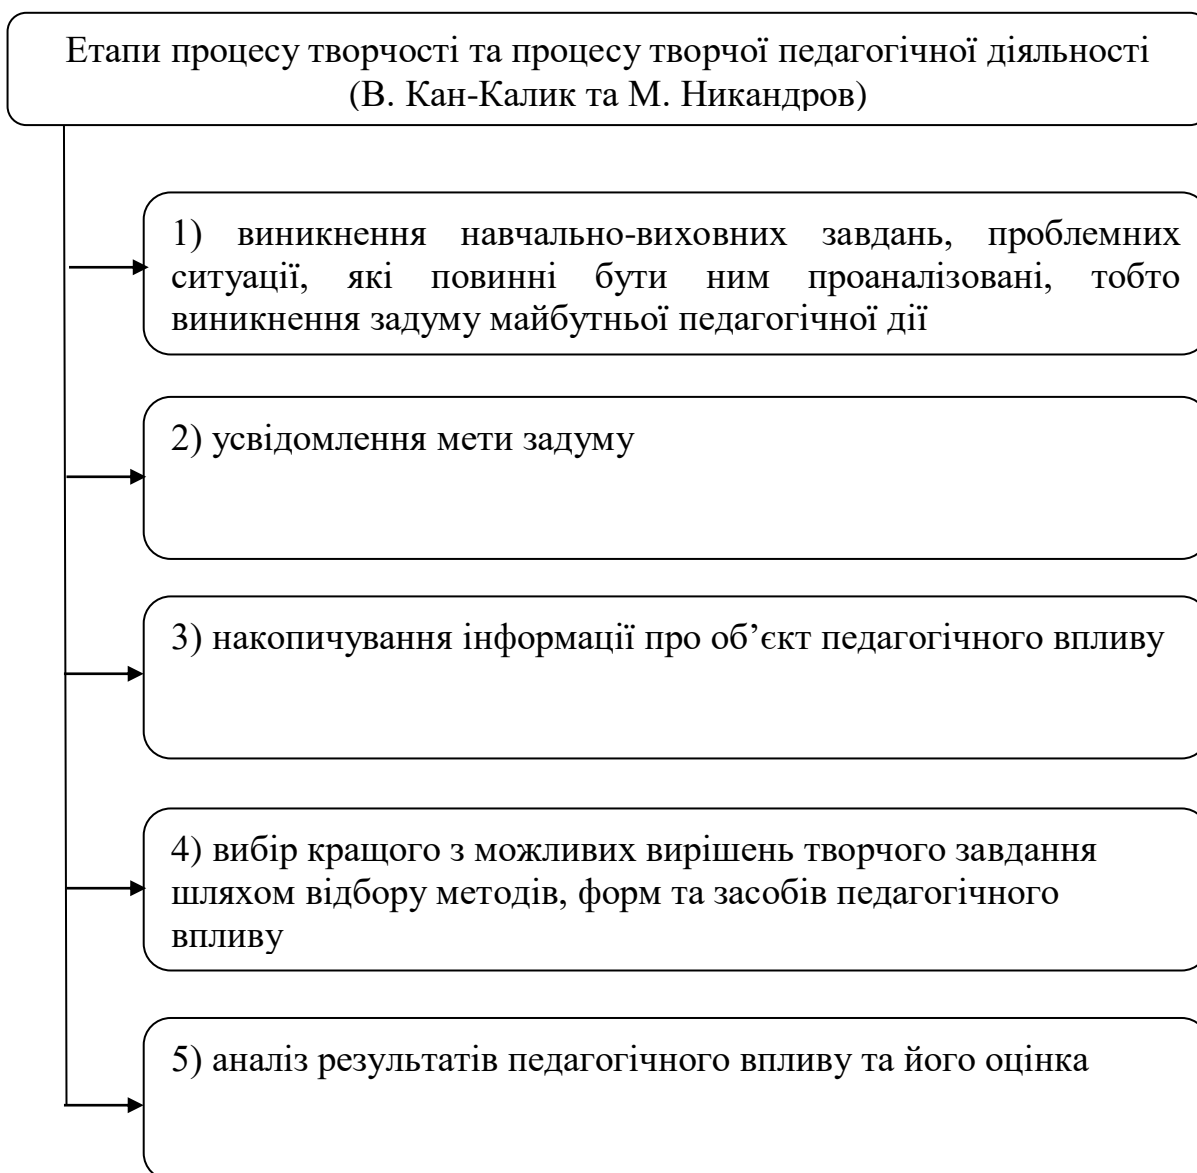 Етапи процесу творчості та процесу творчої педагогічної діяльності
(В. Кан-Калик та М. Никандров)
1) виникнення навчально-виховних завдань, проблемних
ситуації, які повинні бути ним проаналізовані, тобто
виникнення задуму майбутньої педагогічної дії
2) усвідомлення мети задуму
3) накопичування інформації про об’єкт педагогічного впливу
4) вибір кращого з можливих вирішень творчого завдання
шляхом відбору методів, форм та засобів педагогічного
впливу
5) аналіз результатів педагогічного впливу та його оцінка